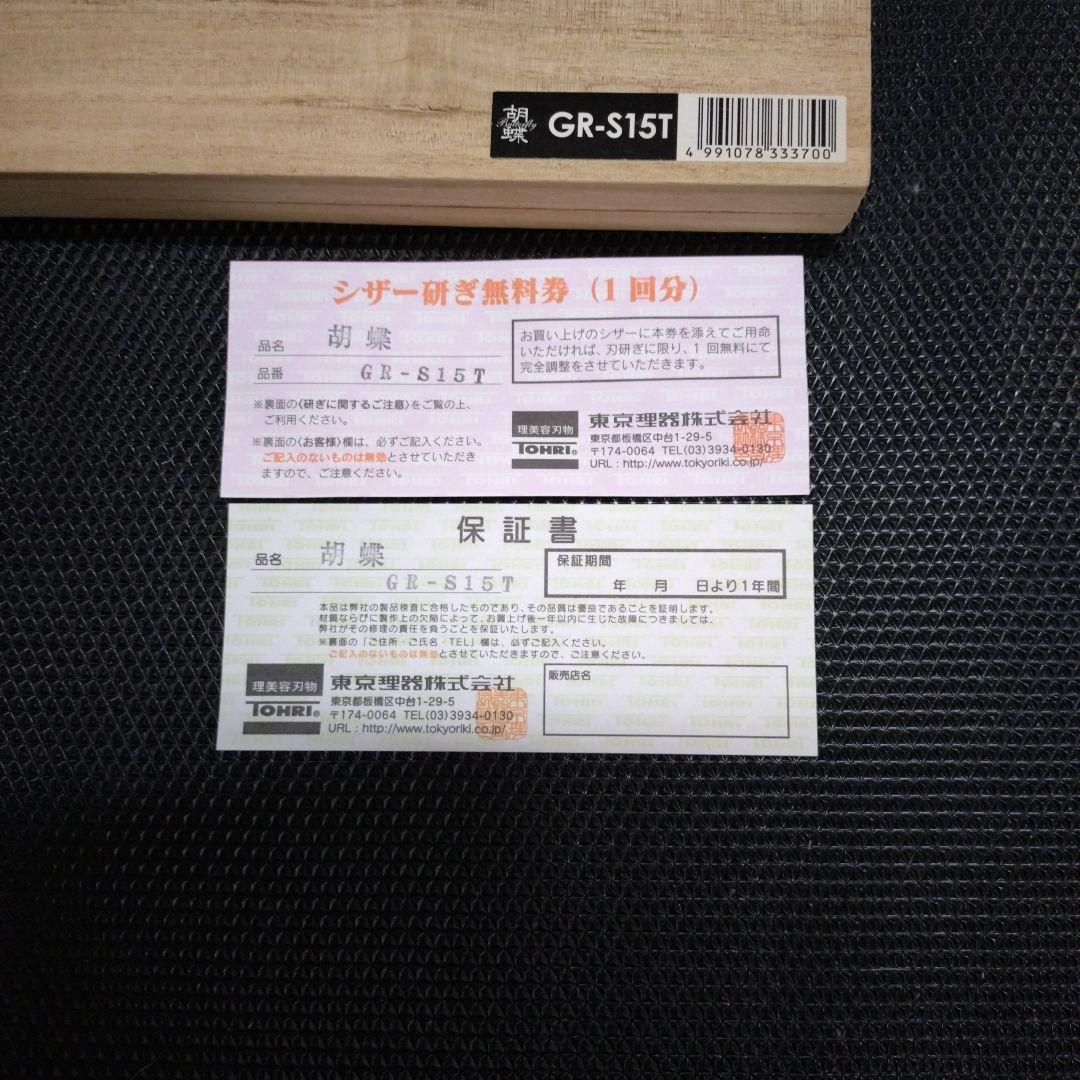 胡蝶
Butterfly
GR-S15T
4 991078 333700
シザー研ぎ無料券（1回分）
品名 胡蝶
品番 GR-S15T
お買い上げのシザーに本券を添えてご用命
いただければ、刃研ぎに限り、1回無料にて
完全調整をさせていただきます。
※裏面の〈研ぎに関するご注意〉をご覧の上、
ご利用ください。
※裏面の〈お客様〉欄は、必ずご記入ください。
ご記入のないものは無効とさせていただき
ますので、ご注意ください。
理美容刃物
TOHRI®
東京理器株式会社
東京都板橋区中台1-29-5
〒174-0064 TEL(03)3934-0130
URL : http://www.tokyoriki.co.jp/
保証書
品名 胡蝶
GR-S15T
保証期間
年 月 日より1年間
本品は弊社の製品検査に合格したものであり、その品質は優良であることを証明します。
材質ならびに製作上の欠陥によって、お買上げ後一年以内に生じた故障につきましては、
弊社がその修理の責任を負うことを保証いたします。
※裏面の「ご住所・ご氏名・TEL」欄は、必ずご記入ください。
ご記入のないものは無効とさせていただきますので、ご注意ください。
理美容刃物
TOHRI®
東京理器株式会社
東京都板橋区中台1-29-5
〒174-0064 TEL(03)3934-0130
URL : http://www.tokyoriki.co.jp/
販売店名